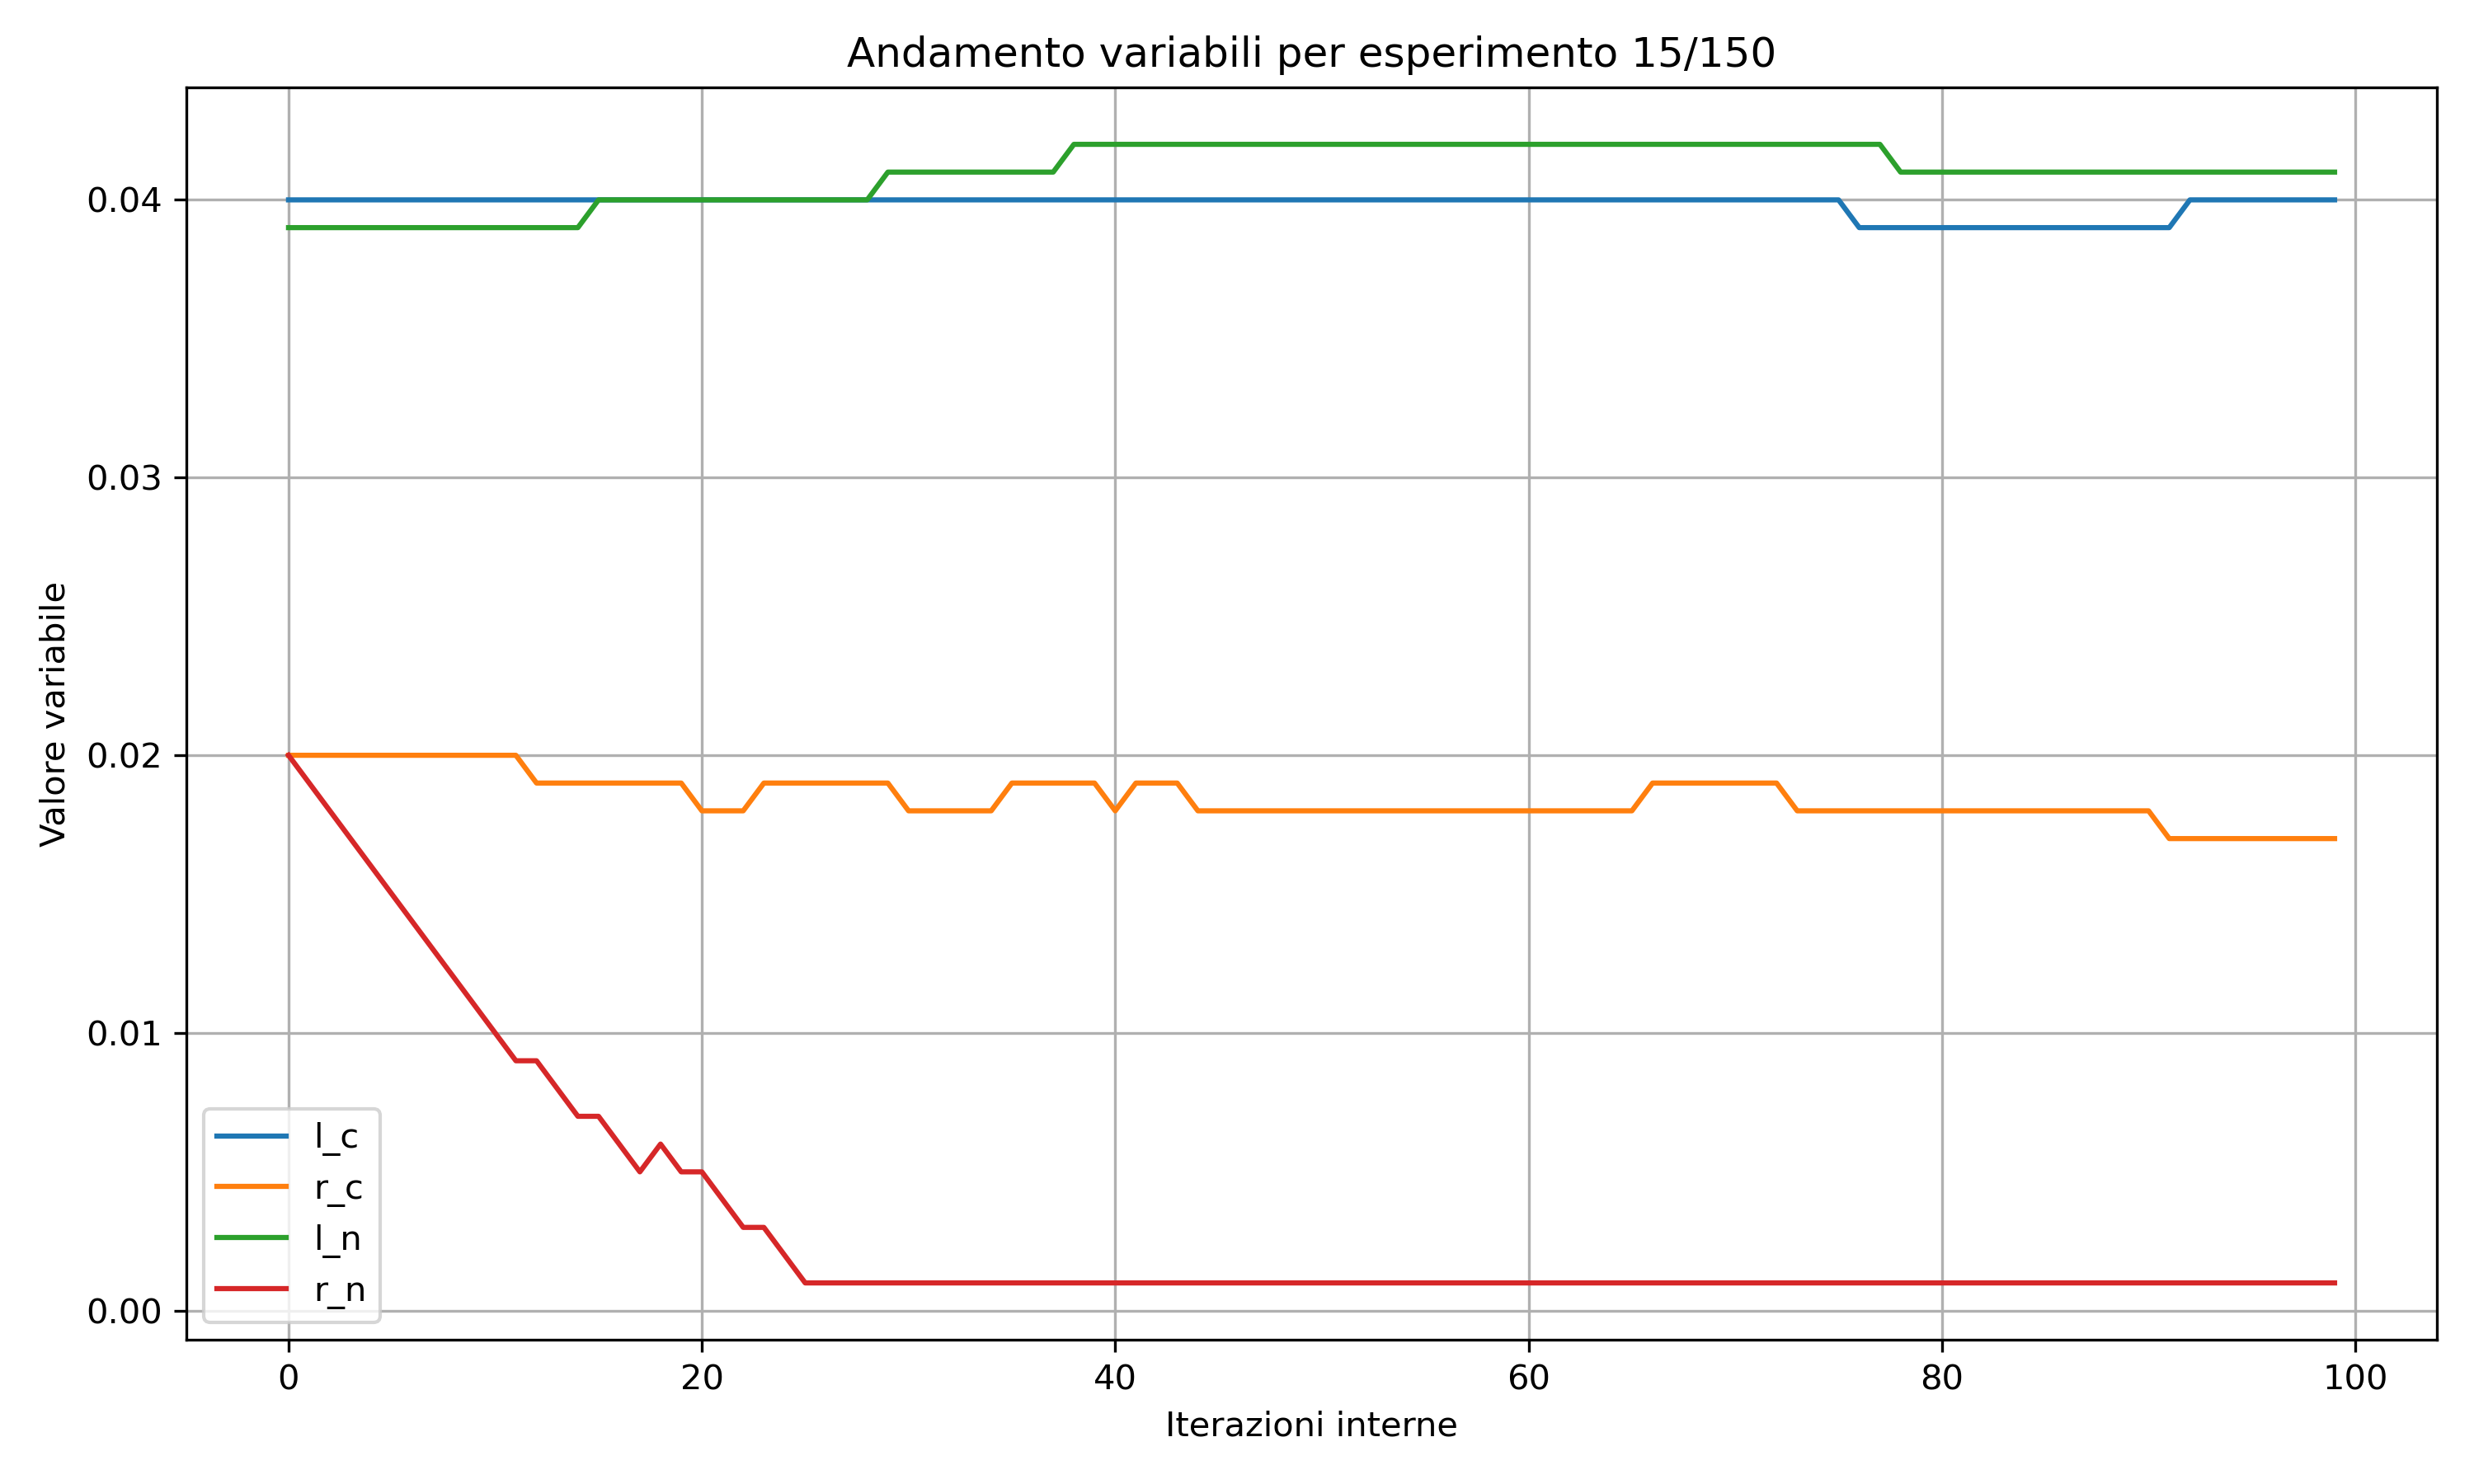 Andamento variabili per esperimento 15/150
Valore variabile
0.04
0.03
0.02
0.01
0.00
l_c
r_c
l_n
r_n
0 20 40 60 80 100
Iterazioni interne